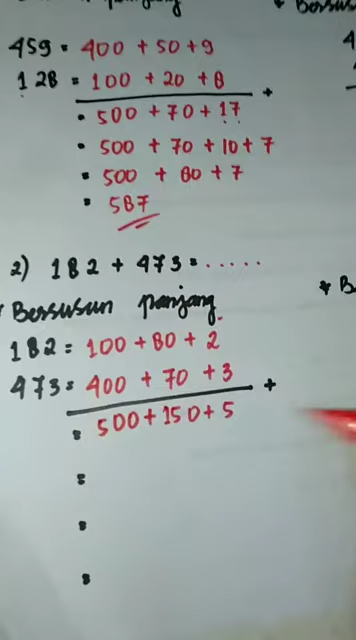 459 = 400 + 50 + 9
128 = 100 + 20 + 8 +
= 500 + 70 + 17
= 500 + 70 + 10 + 7
= 500 + 80 + 7
= 587
2) 182 + 473 = ......
* Bersusun panjang
182 = 100 + 80 + 2
473 = 400 + 70 + 3 +
= 500 + 150 + 5
=
=
=